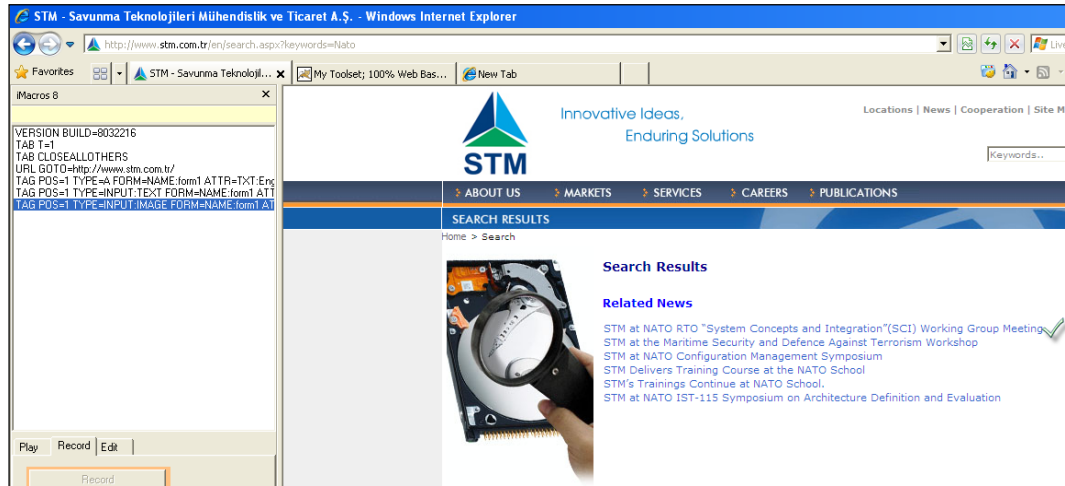 STM - Savunma Teknolojileri Mühendislik ve Ticaret A.Ş. - Windows Internet Explorer
http://www.stm.com.tr/en/search.aspx?keywords=Nato
Live
Favorites
STM - Savunma Teknoloji...
My Toolset; 100% Web Bas...
New Tab
iMacros 8
VERSION BUILD=8032216
TAB T=1
TAB CLOSEALLOTHERS
URL GOTO=http://www.stm.com.tr/
TAG POS=1 TYPE=A FORM=NAME:form1 ATTR=TXT:Eng
TAG POS=1 TYPE=INPUT:TEXT FORM=NAME:form1 ATT
TAG POS=1 TYPE=INPUT:IMAGE FORM=NAME:form1 AT
Play Record Edit
Record
STM
Innovative Ideas,
Enduring Solutions
Locations | News | Cooperation | Site M
Keywords..
ABOUT US MARKETS SERVICES CAREERS PUBLICATIONS
SEARCH RESULTS
Home > Search
Search Results
Related News
STM at NATO RTO "System Concepts and Integration"(SCI) Working Group Meeting
STM at the Maritime Security and Defence Against Terrorism Workshop
STM at NATO Configuration Management Symposium
STM Delivers Training Course at the NATO School
STM's Trainings Continue at NATO School.
STM at NATO IST-115 Symposium on Architecture Definition and Evaluation